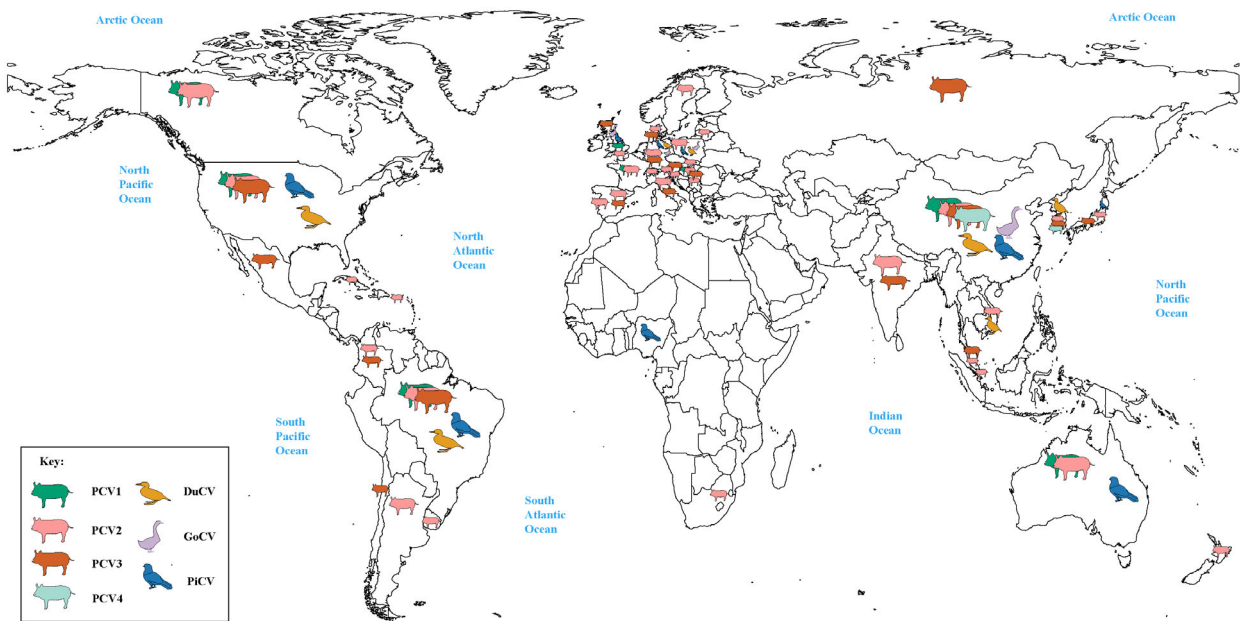 Arctic Ocean
Arctic Ocean
North
Pacific
Ocean
North
Atlantic
Ocean
North
Pacific
Ocean
South
Pacific
Ocean
Indian
Ocean
South
Atlantic
Ocean
Key:
PCV1
DuCV
PCV2
GoCV
PCV3
PiCV
PCV4